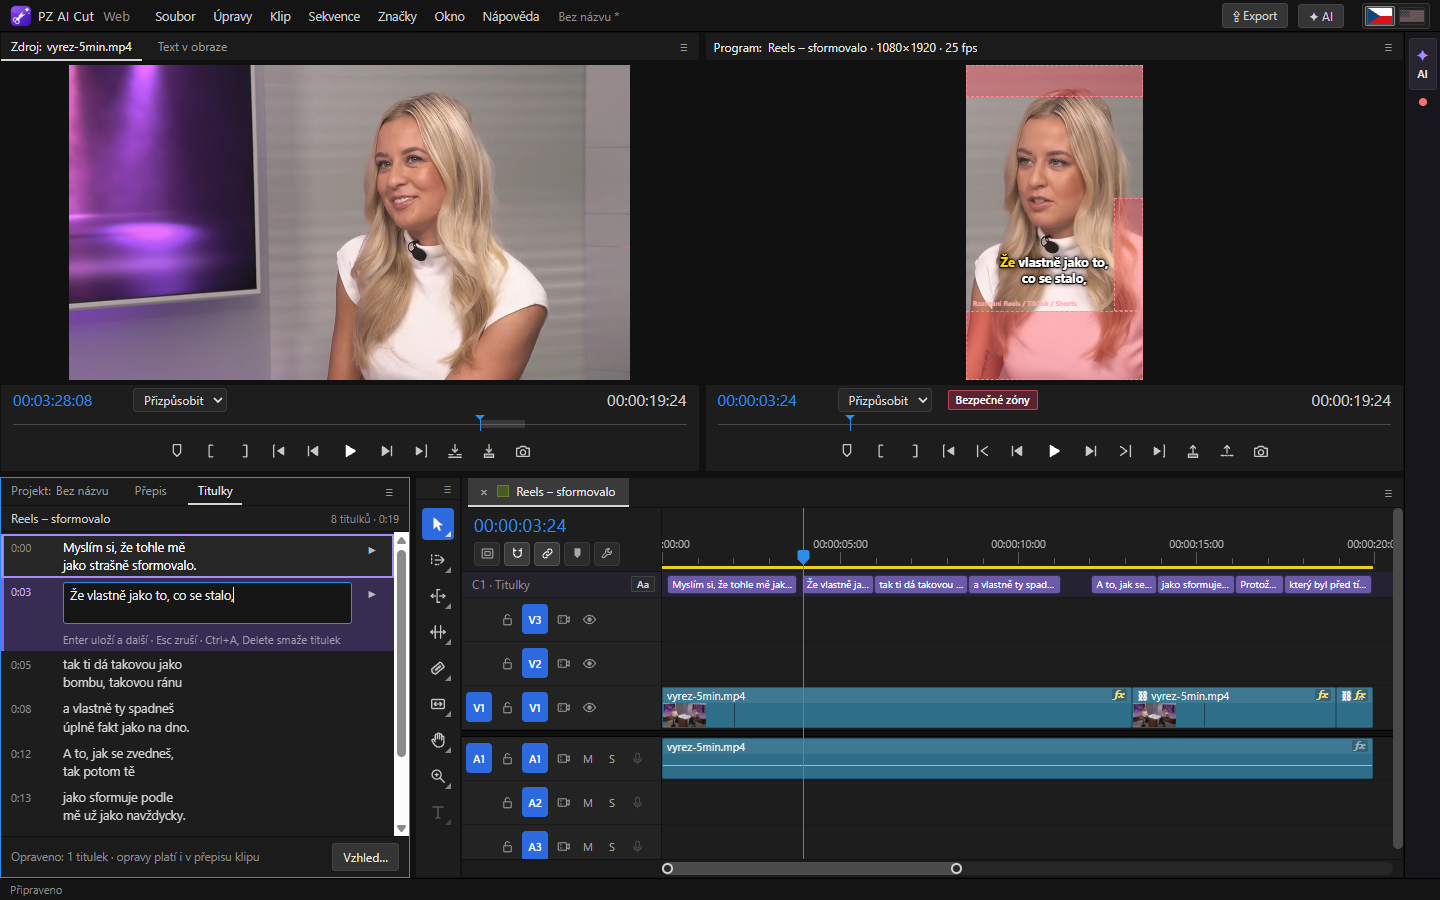 PZ AI Cut Web Soubor Úpravy Klip Sekvence Značky Okno Nápověda Bez názvu * Export AI
Zdroj: vyrez-5min.mp4 Text v obraze
Program: Reels – sformovalo · 1080×1920 · 25 fps
AI
Že vlastně jako to,
co se stalo,
00:03:28:08 Přizpůsobit 00:00:19:24
00:00:03:24 Přizpůsobit Bezpečné zóny 00:00:19:24
Projekt: Bez názvu Přepis Titulky
Reels – sformovalo 8 titulků · 0:19
0:00 Myslím si, že tohle mě
jako strašně sformovalo.
0:03 Že vlastně jako to, co se stalo,
Enter uloží a další · Esc zruší · Ctrl+A, Delete smaže titulek
0:05 tak ti dá takovou jako
bombu, takovou ránu
0:08 a vlastně ty spadneš
úplně fakt jako na dno.
0:12 A to, jak se zvedneš,
tak potom tě
0:13 jako sformuje podle
mě už jako navždycky.
Opraveno: 1 titulek · opravy platí i v přepisu klipu Vzhled...
Reels – sformovalo
00:00:03:24
:00:00 00:00:05:00 00:00:10:00 00:00:15:00 00:00:20:0
C1 · Titulky Aa Myslím si, že tohle mě jak... Že vlastně ja... tak ti dá takovou ... a vlastně ty spad... A to, jak se... jako sformuje... Protož... který byl před tí...
V3
V2
V1 V1 vyrez-5min.mp4 fx vyrez-5min.mp4 fx fx
A1 A1 M S vyrez-5min.mp4 fx
A2 M S
A3 M S
Připraveno